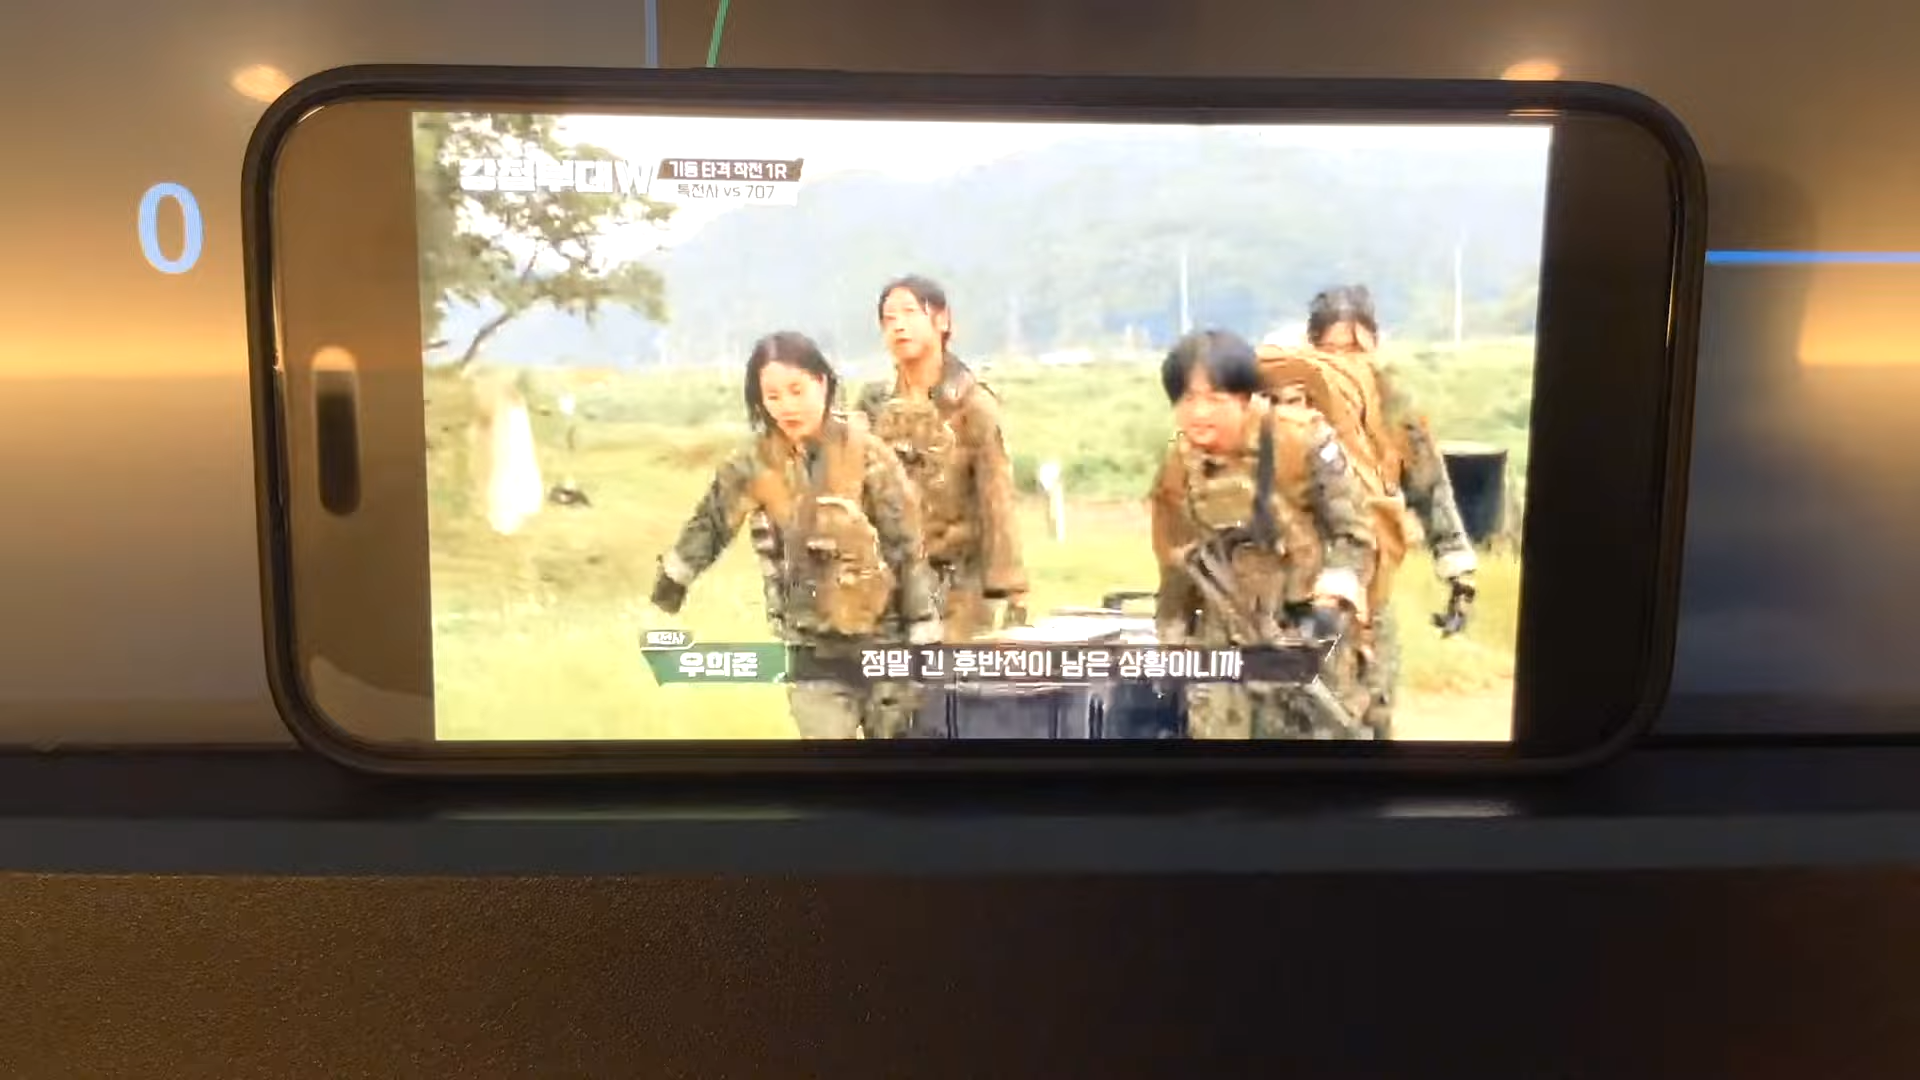 0
강철부대W
기동 타격 작전 1R
특전사 vs 707
특전사
우희준
정말 긴 후반전이 남은 상황이니까